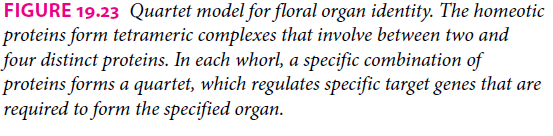 FIGURE 19.23 Quartet model for floral organ identity. The homeotic
proteins form tetrameric complexes that involve between two and
four distinct proteins. In each whorl, a specific combination of
proteins forms a quartet, which regulates specific target genes that are
required to form the specified organ.